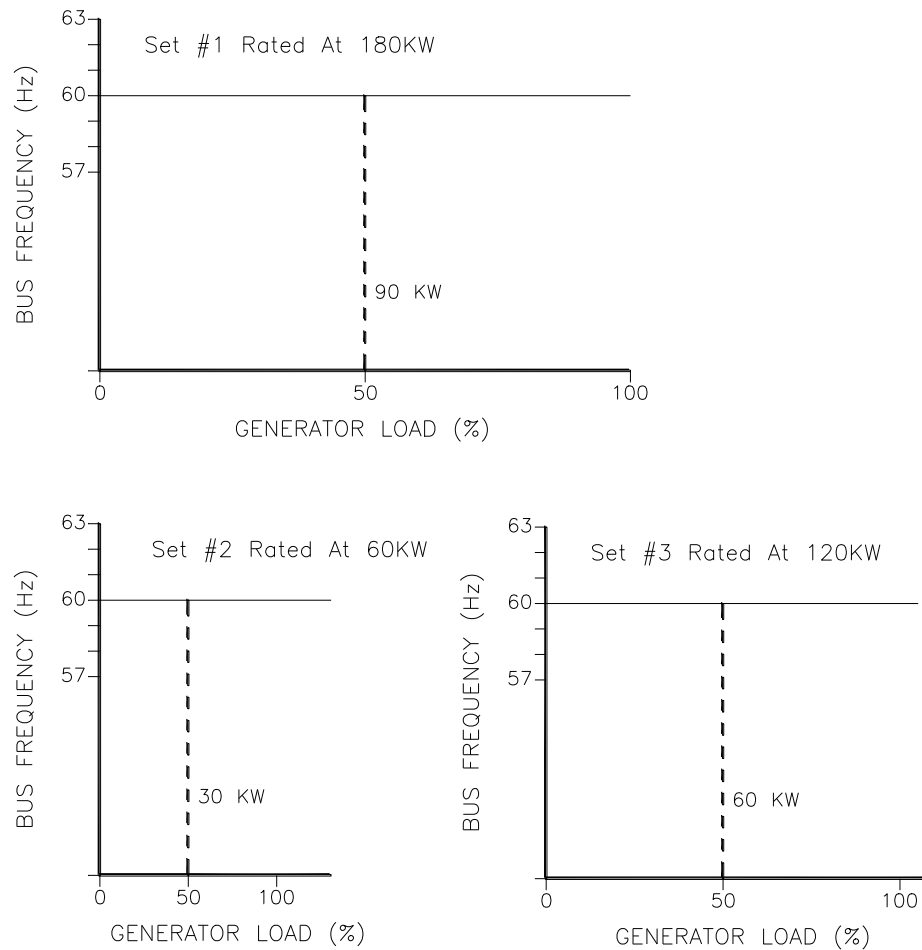 63
Set #1 Rated At 180KW
60
57
BUS FREQUENCY (Hz)
90 KW
0 50 100
GENERATOR LOAD (%)
63
Set #2 Rated At 60KW
60
57
BUS FREQUENCY (Hz)
30 KW
0 50 100
GENERATOR LOAD (%)
63
Set #3 Rated At 120KW
60
57
BUS FREQUENCY (Hz)
60 KW
0 50 100
GENERATOR LOAD (%)